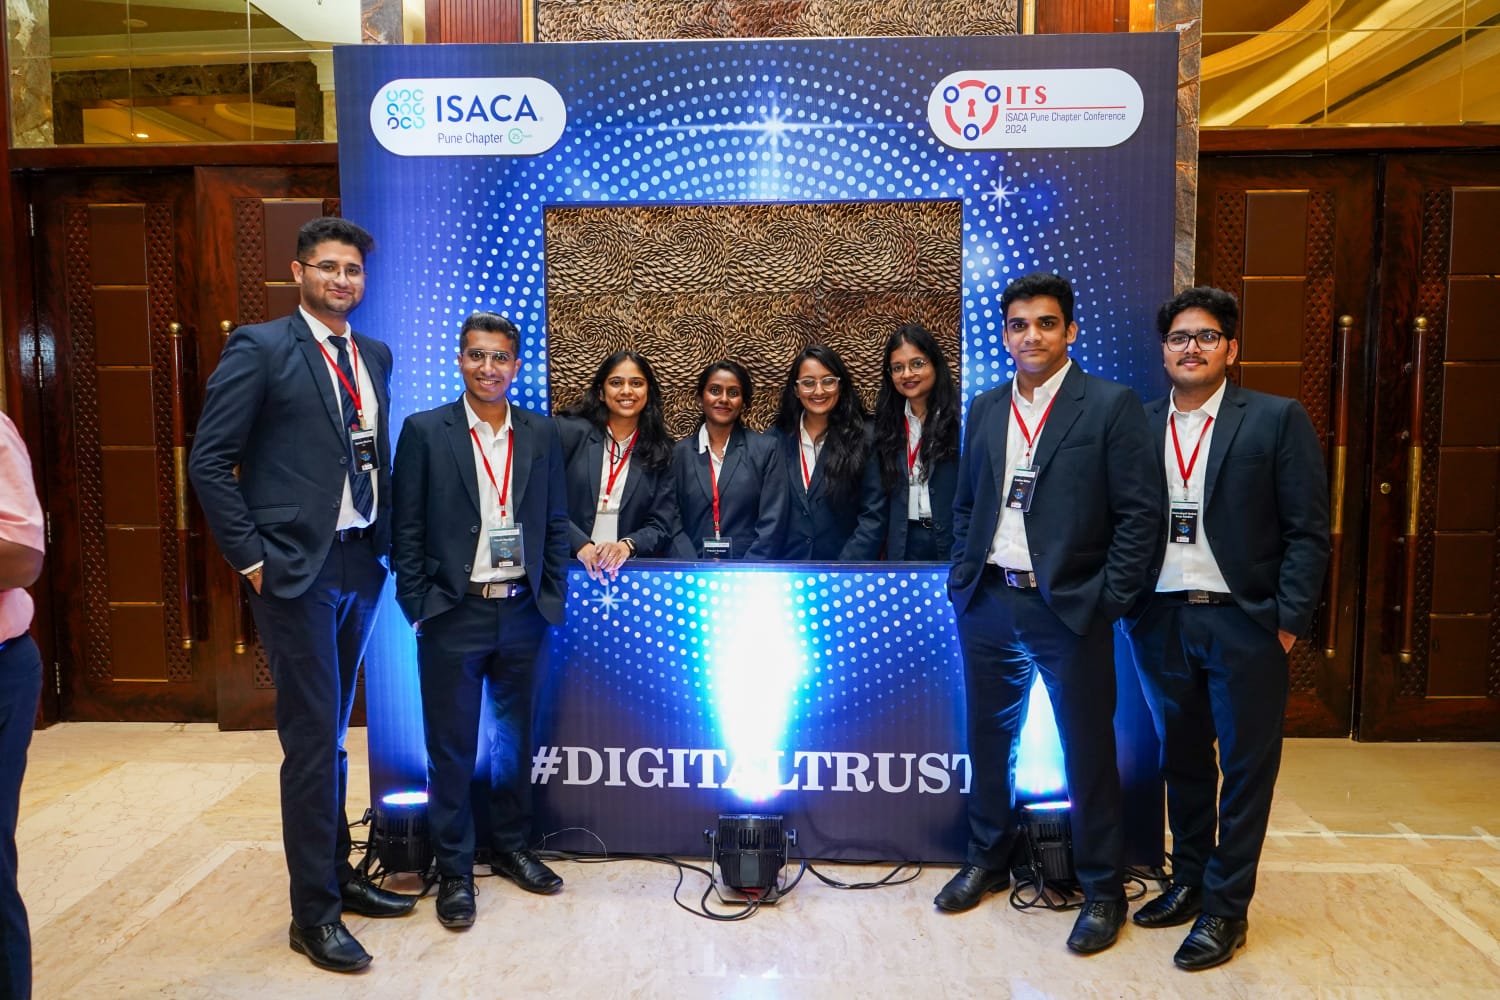 ISACA
Pune Chapter
ITS
ISACA Pune Chapter Conference
2024
#DIGITALTRUST